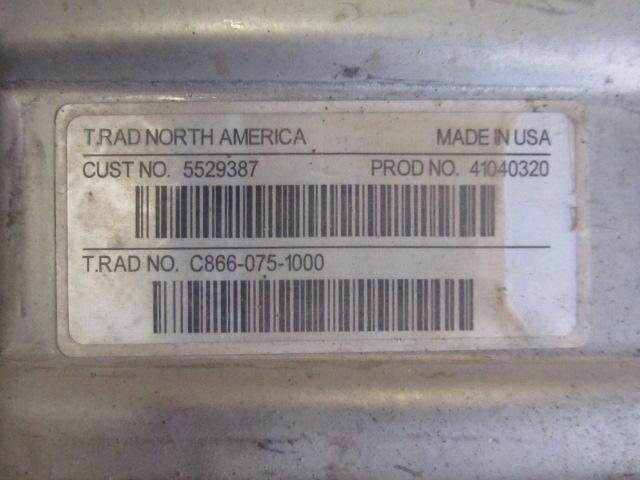 T.RAD NORTH AMERICA MADE IN USA
CUST NO. 5529387 PROD NO. 41040320
T.RAD NO. C866-075-1000